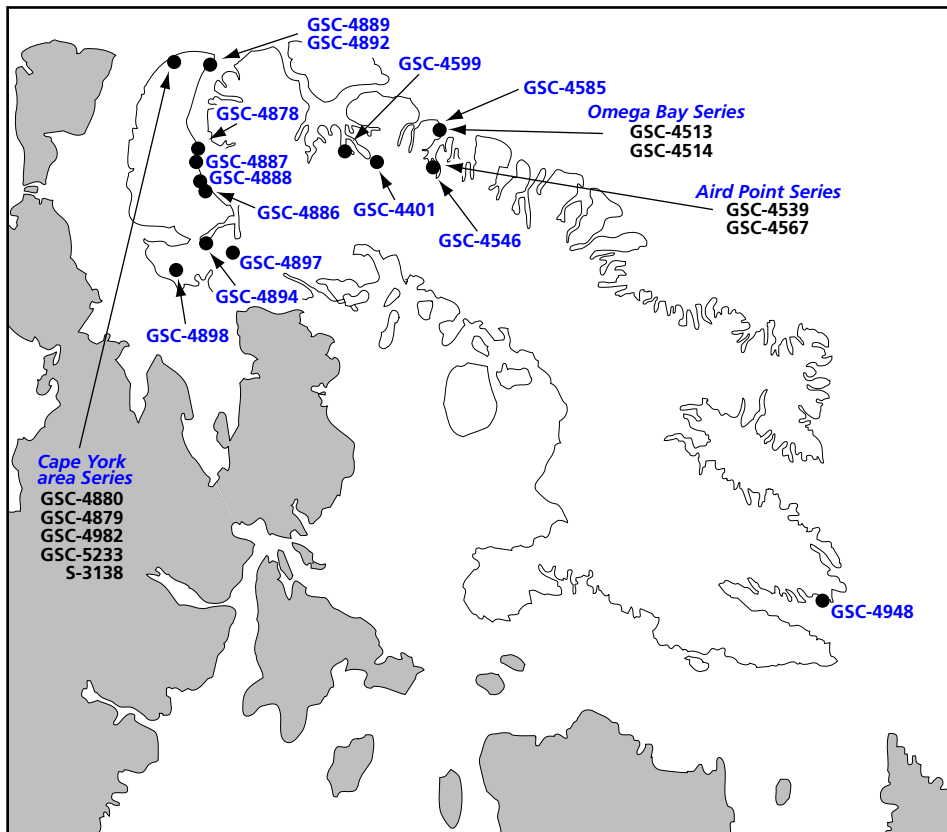 GSC-4889
GSC-4892
GSC-4599
GSC-4585
Omega Bay Series
GSC-4513
GSC-4514
GSC-4878
GSC-4887
GSC-4888
GSC-4886
GSC-4401
GSC-4546
Aird Point Series
GSC-4539
GSC-4567
GSC-4897
GSC-4894
GSC-4898
Cape York
area Series
GSC-4880
GSC-4879
GSC-4982
GSC-5233
S-3138
GSC-4948